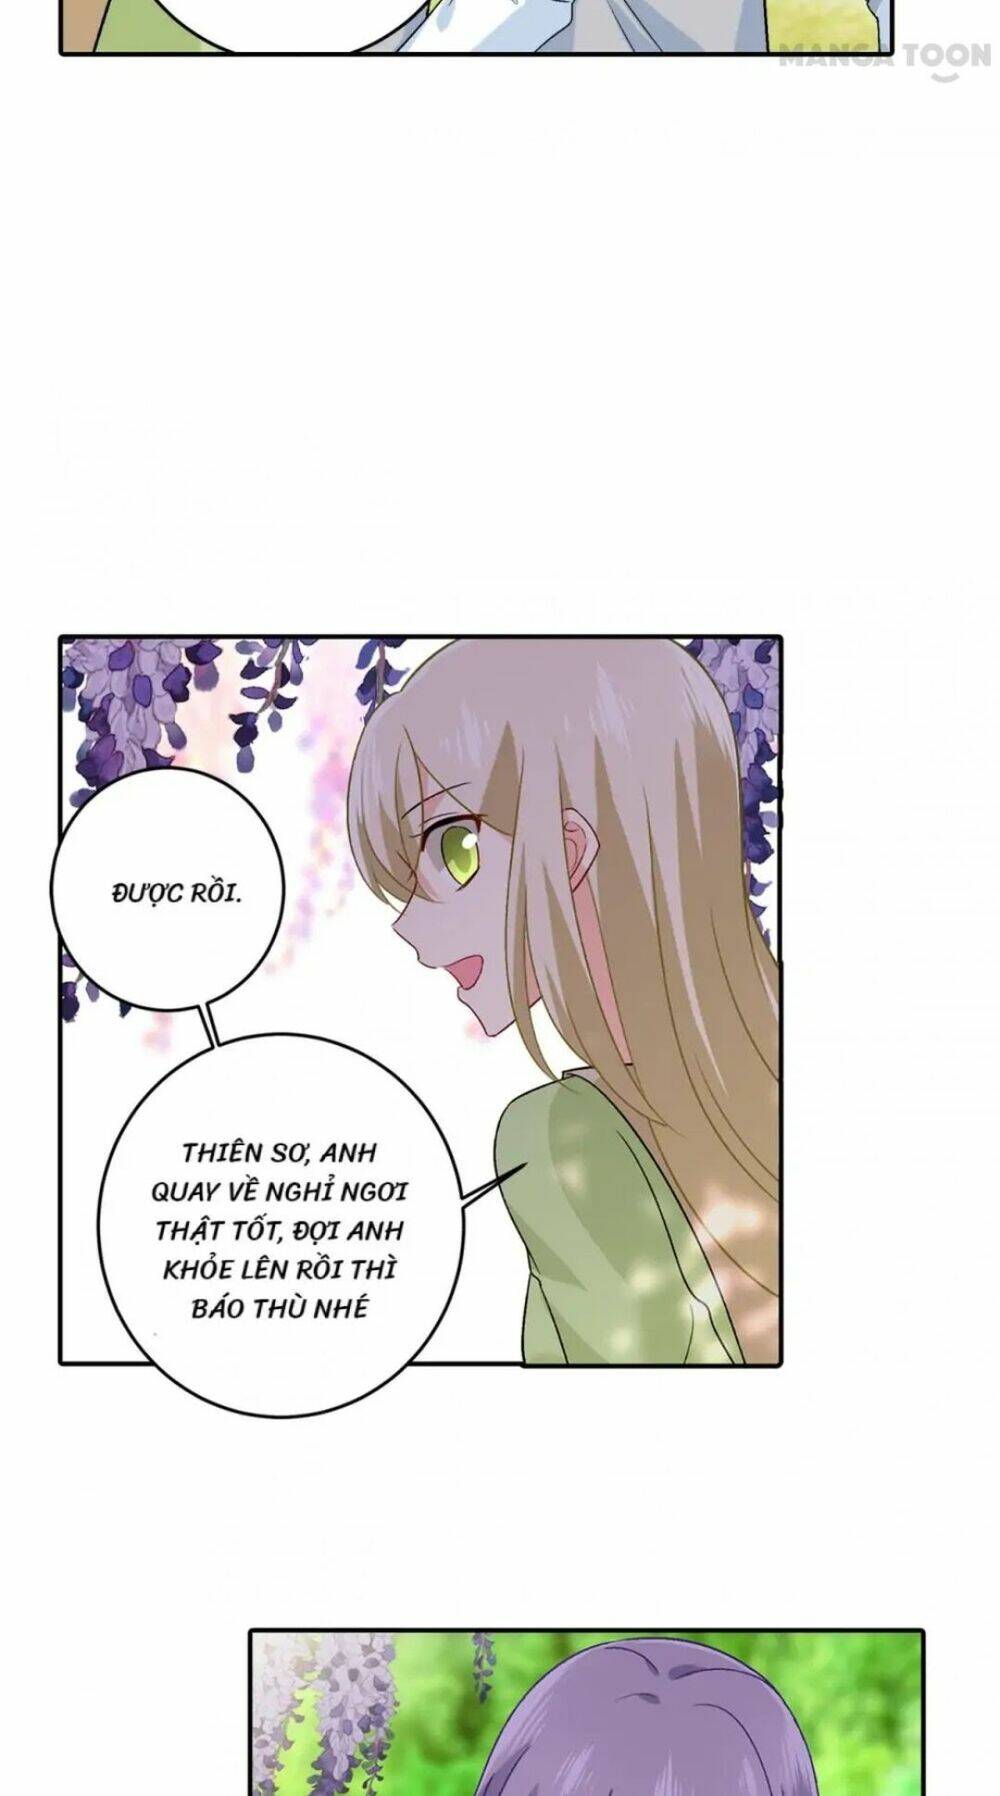 MANGA TOON
ĐƯỢC RỒI.
THIÊN SƠ, ANH
QUAY VỀ NGHỈ NGƠI
THẬT TỐT, ĐỢI ANH
KHỎE LÊN RỒI THÌ
BÁO THÙ NHÉ